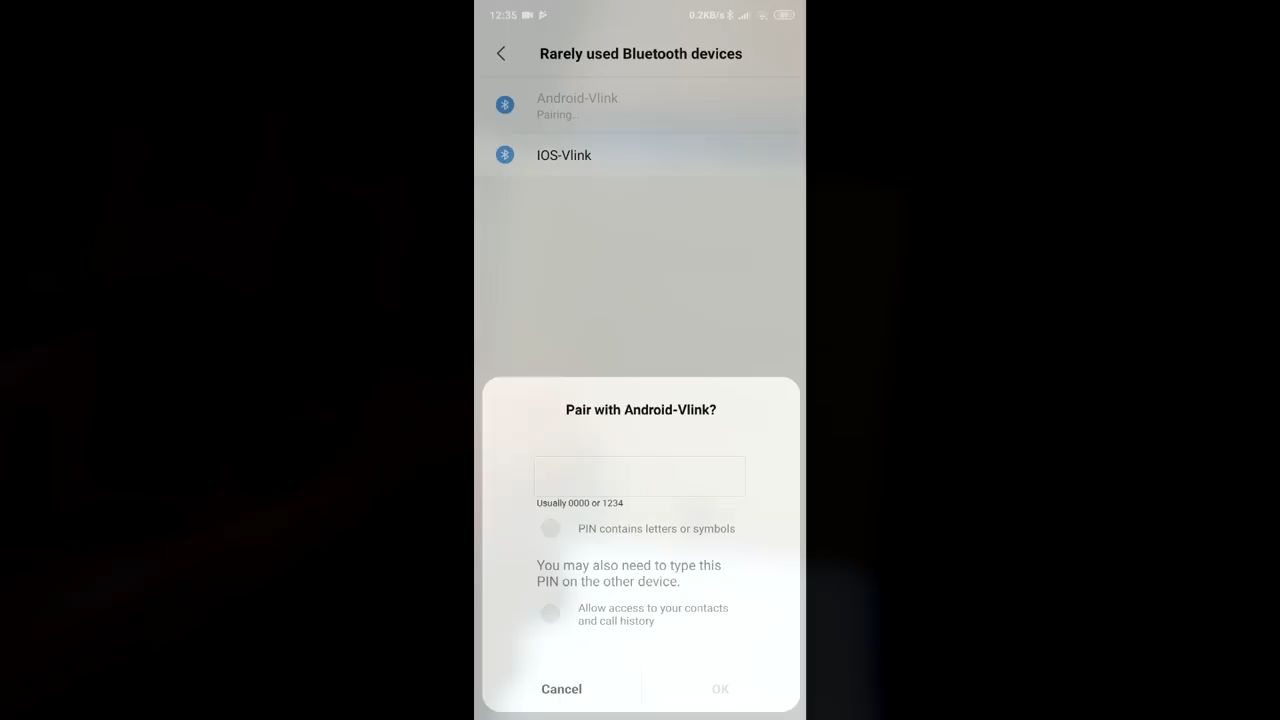 12:35
0.2KB/s
Rarely used Bluetooth devices
Android-Vlink
Pairing..
IOS-Vlink
Pair with Android-Vlink?
Usually 0000 or 1234
PIN contains letters or symbols
You may also need to type this
PIN on the other device.
Allow access to your contacts
and call history
Cancel
OK